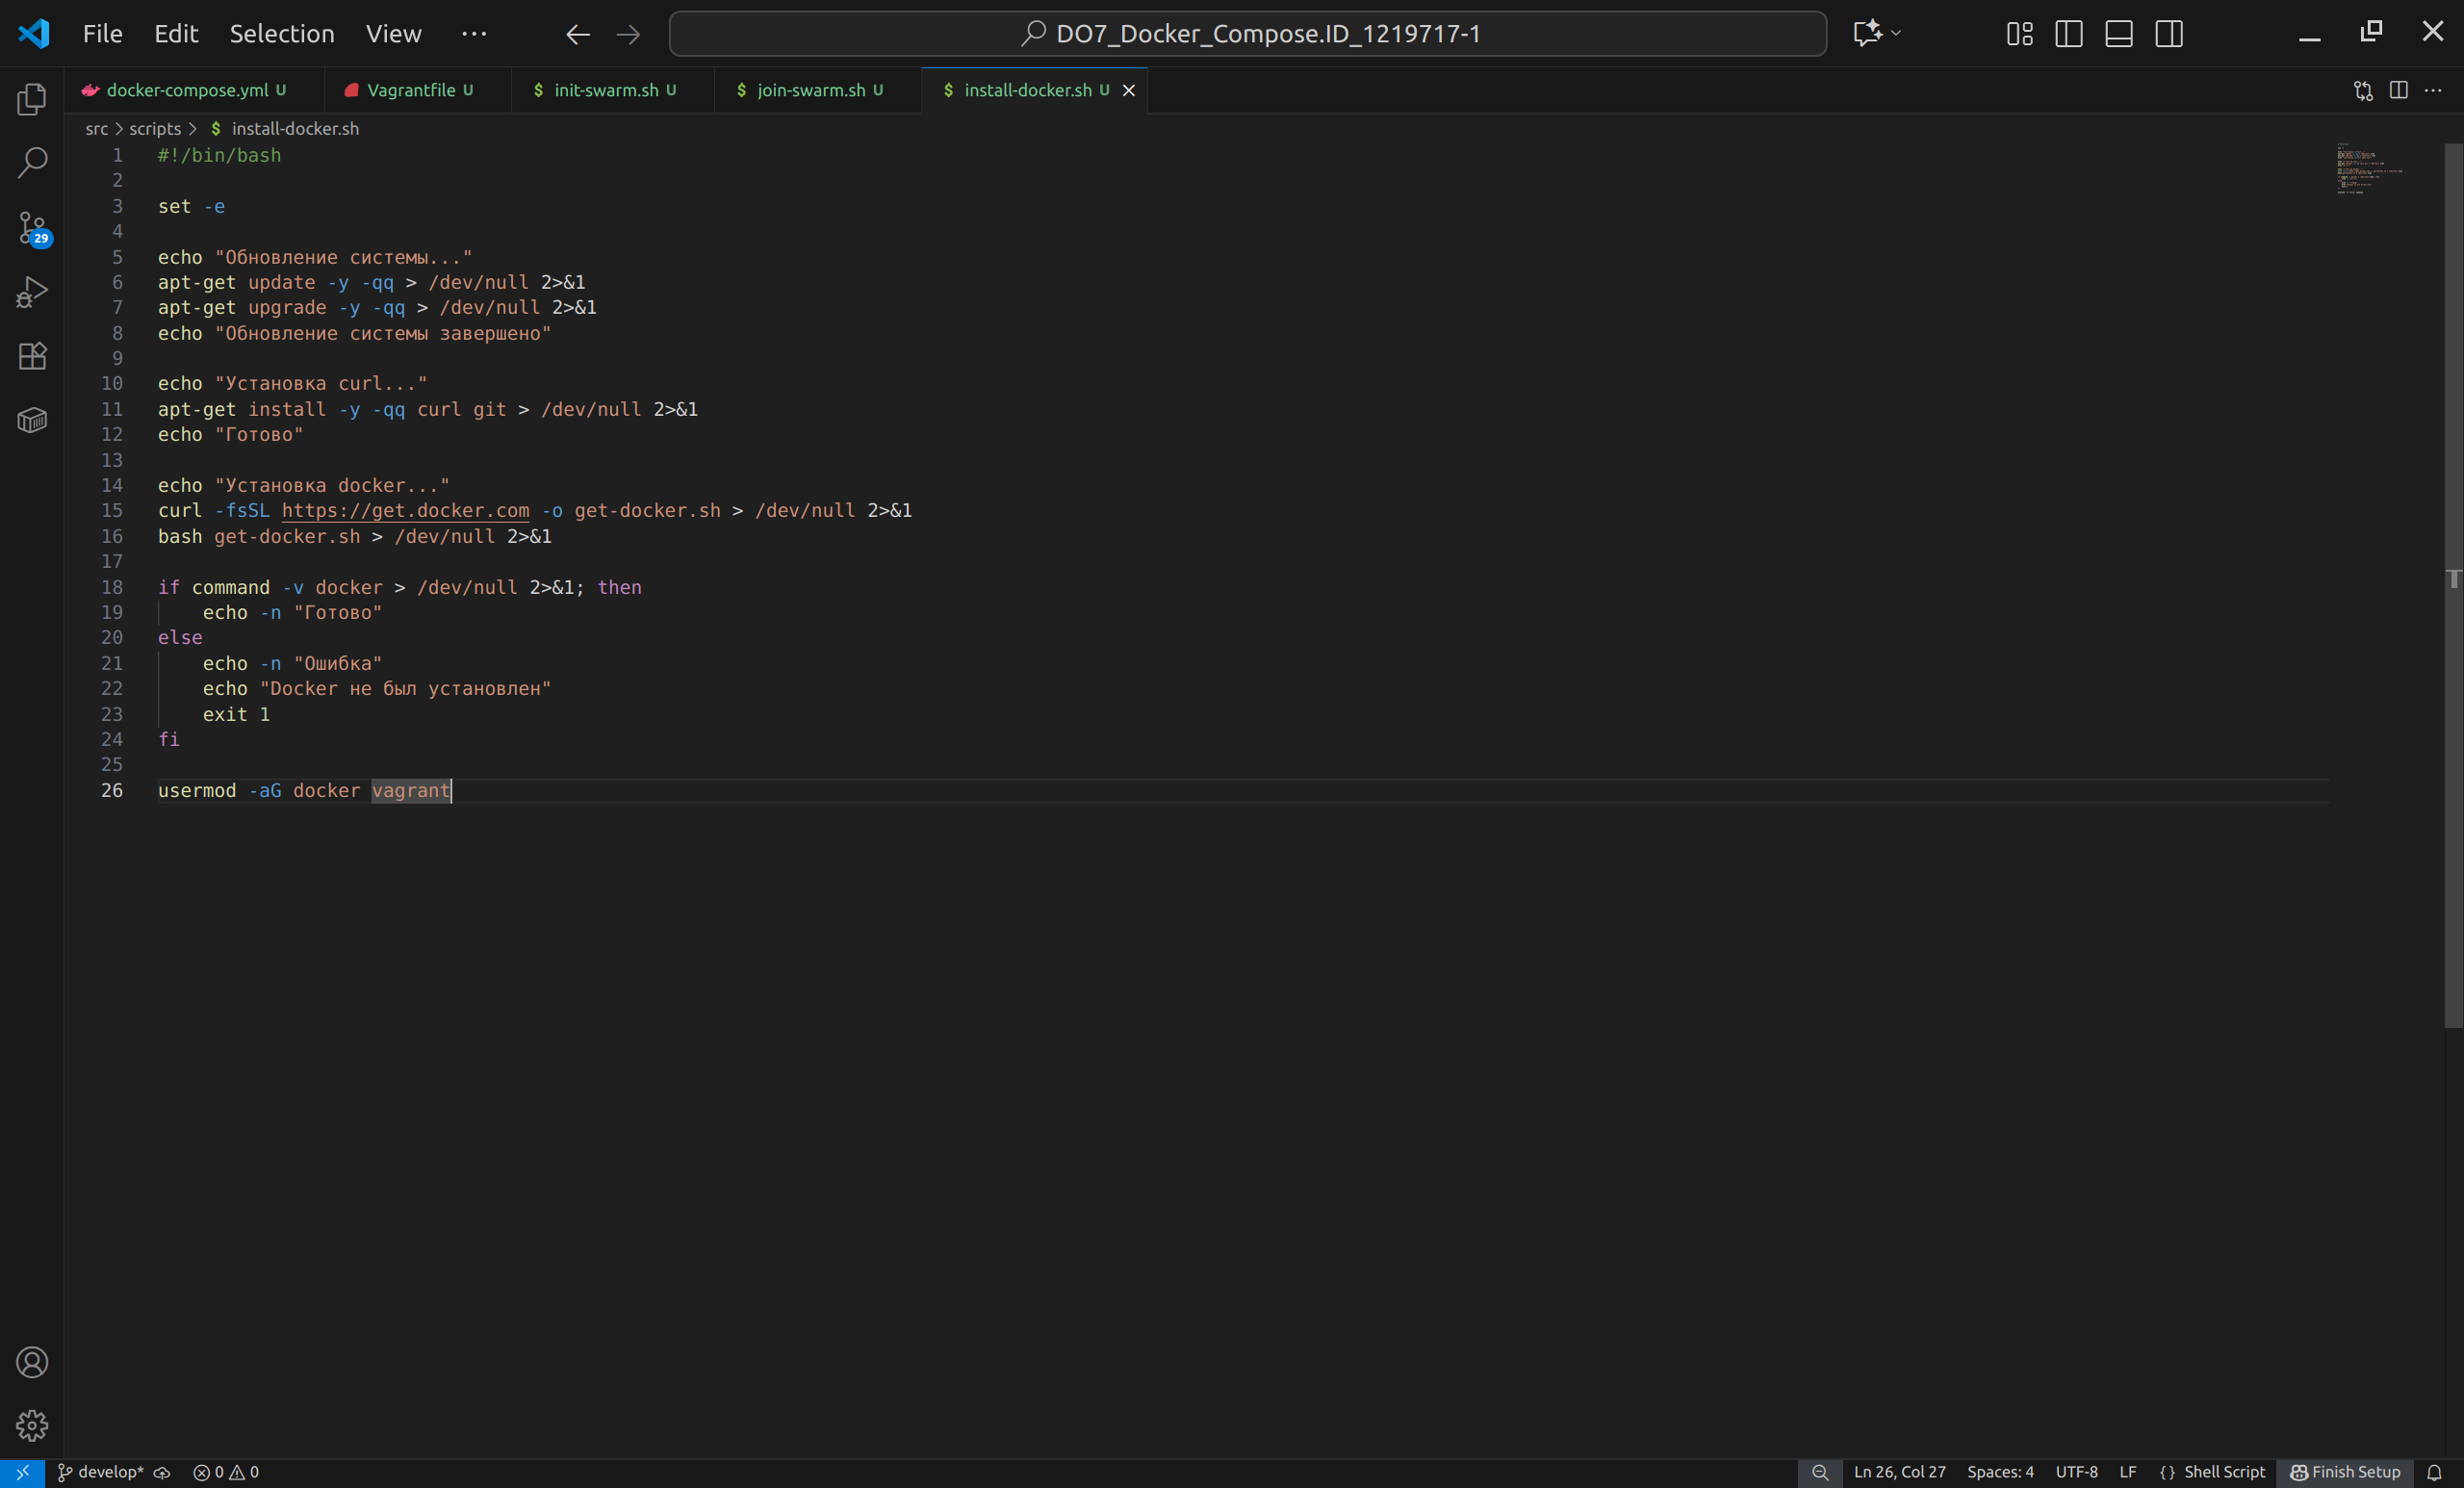 File Edit Selection View ··· DO7_Docker_Compose.ID_1219717-1
docker-compose.yml U Vagrantfile U $ init-swarm.sh U $ join-swarm.sh U $ install-docker.sh U
src > scripts > $ install-docker.sh
1 #!/bin/bash
2
3 set -e
4
5 echo "Обновление системы..."
6 apt-get update -y -qq > /dev/null 2>&1
7 apt-get upgrade -y -qq > /dev/null 2>&1
8 echo "Обновление системы завершено"
9
10 echo "Установка curl..."
11 apt-get install -y -qq curl git > /dev/null 2>&1
12 echo "Готово"
13
14 echo "Установка docker..."
15 curl -fsSL https://get.docker.com -o get-docker.sh > /dev/null 2>&1
16 bash get-docker.sh > /dev/null 2>&1
17
18 if command -v docker > /dev/null 2>&1; then
19     echo -n "Готово"
20 else
21     echo -n "Ошибка"
22     echo "Docker не был установлен"
23     exit 1
24 fi
25
26 usermod -aG docker vagrant
29
develop* 0 0 Ln 26, Col 27 Spaces: 4 UTF-8 LF {} Shell Script Finish Setup